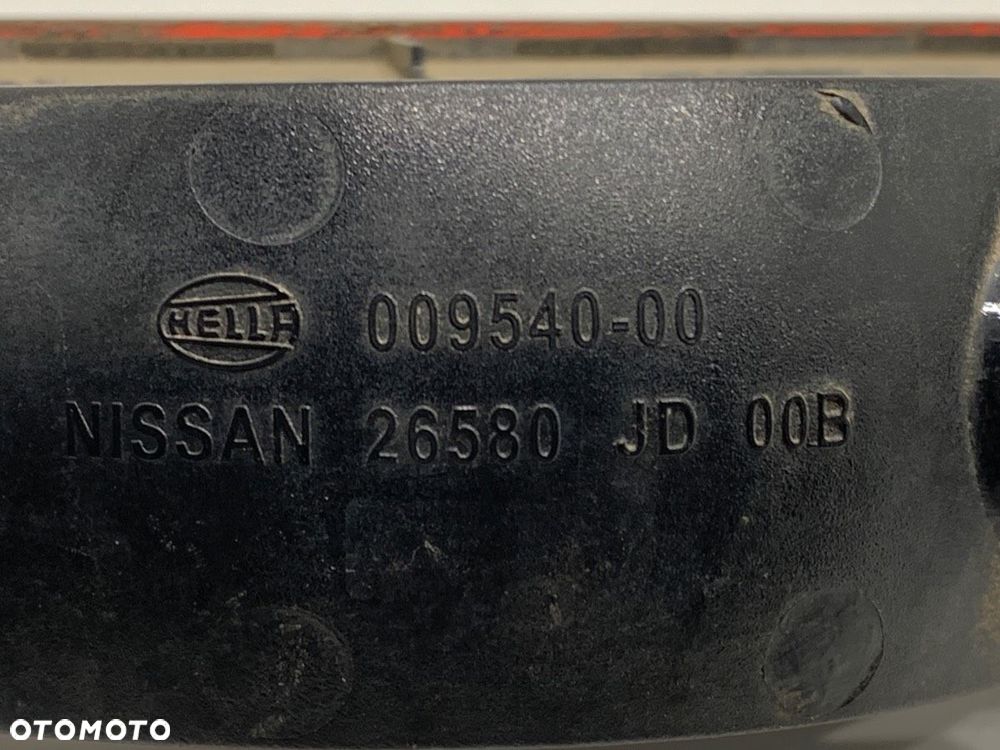 HELLA 009540-00
NISSAN 26580 JD 00B
OTOMOTO